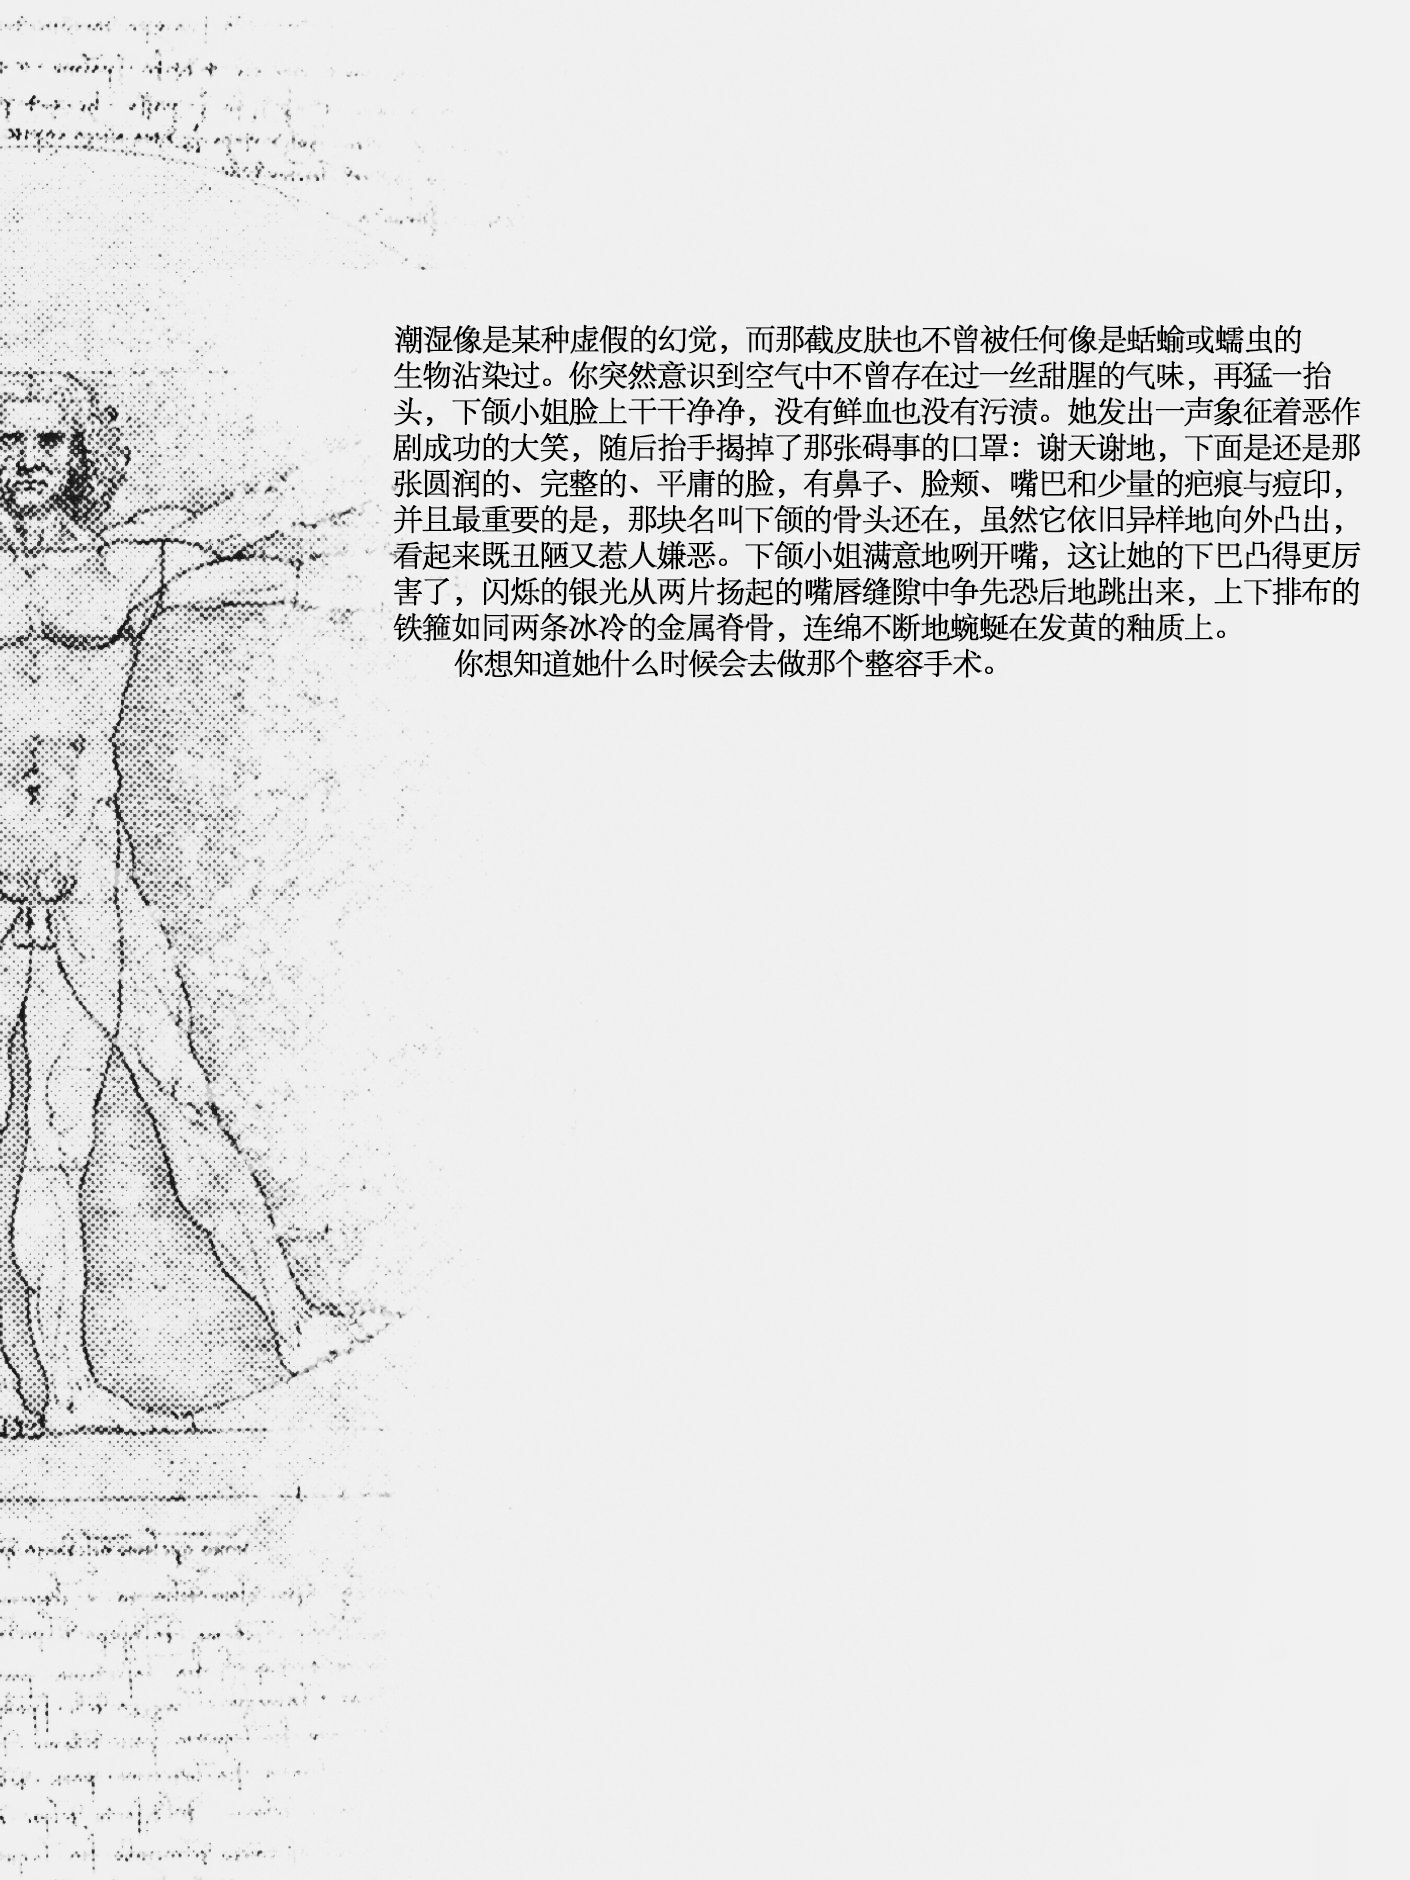 潮湿像是某种虚假的幻觉，而那截皮肤也不曾被任何像是蛞蝓或蠕虫的
生物沾染过。你突然意识到空气中不曾存在过一丝甜腥的气味，再猛一抬
头，下颌小姐脸上干干净净，没有鲜血也没有污渍。她发出一声象征着恶作
剧成功的大笑，随后抬手揭掉了那张碍事的口罩：谢天谢地，下面是还是那
张圆润的、完整的、平庸的脸，有鼻子、脸颊、嘴巴和少量的疤痕与痘印，
并且最重要的是，那块名叫下颌的骨头还在，虽然它依旧异样地向外凸出，
看起来既丑陋又惹人嫌恶。下颌小姐满意地咧开嘴，这让她的下巴凸得更厉
害了，闪烁的银光从两片扬起的嘴唇缝隙中争先恐后地跳出来，上下排布的
铁箍如同两条冰冷的金属脊骨，连绵不断地蜿蜒在发黄的釉质上。
你想知道她什么时候会去做那个整容手术。